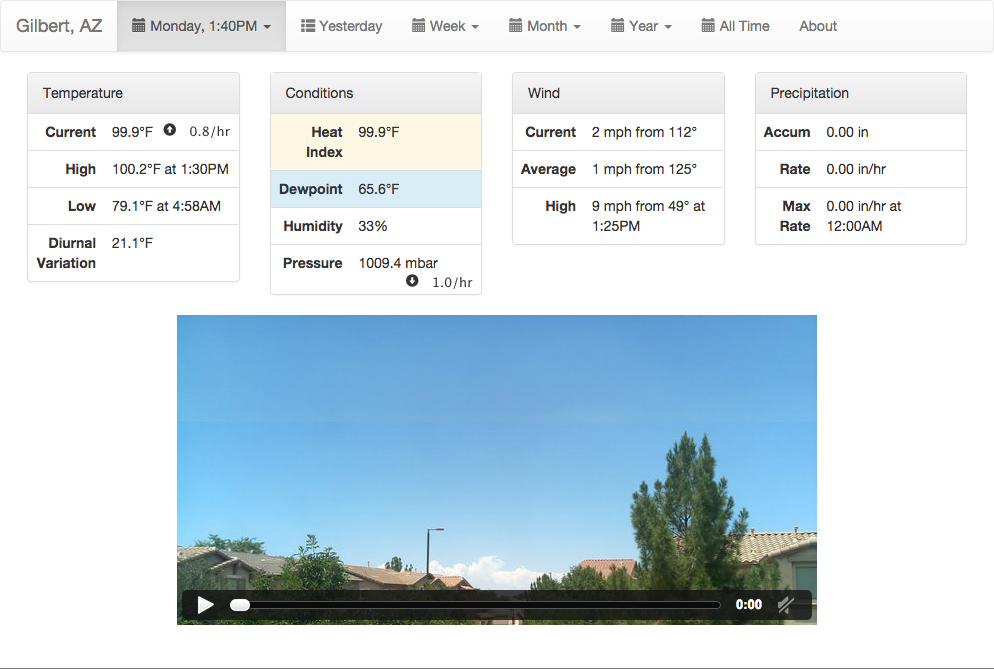 Gilbert, AZ Monday, 1:40PM Yesterday Week Month Year All Time About
Temperature
Current 99.9°F 0.8/hr
High 100.2°F at 1:30PM
Low 79.1°F at 4:58AM
Diurnal 21.1°F
Variation
Conditions
Heat 99.9°F
Index
Dewpoint 65.6°F
Humidity 33%
Pressure 1009.4 mbar
1.0/hr
Wind
Current 2 mph from 112°
Average 1 mph from 125°
High 9 mph from 49° at
1:25PM
Precipitation
Accum 0.00 in
Rate 0.00 in/hr
Max 0.00 in/hr at
Rate 12:00AM
0:00